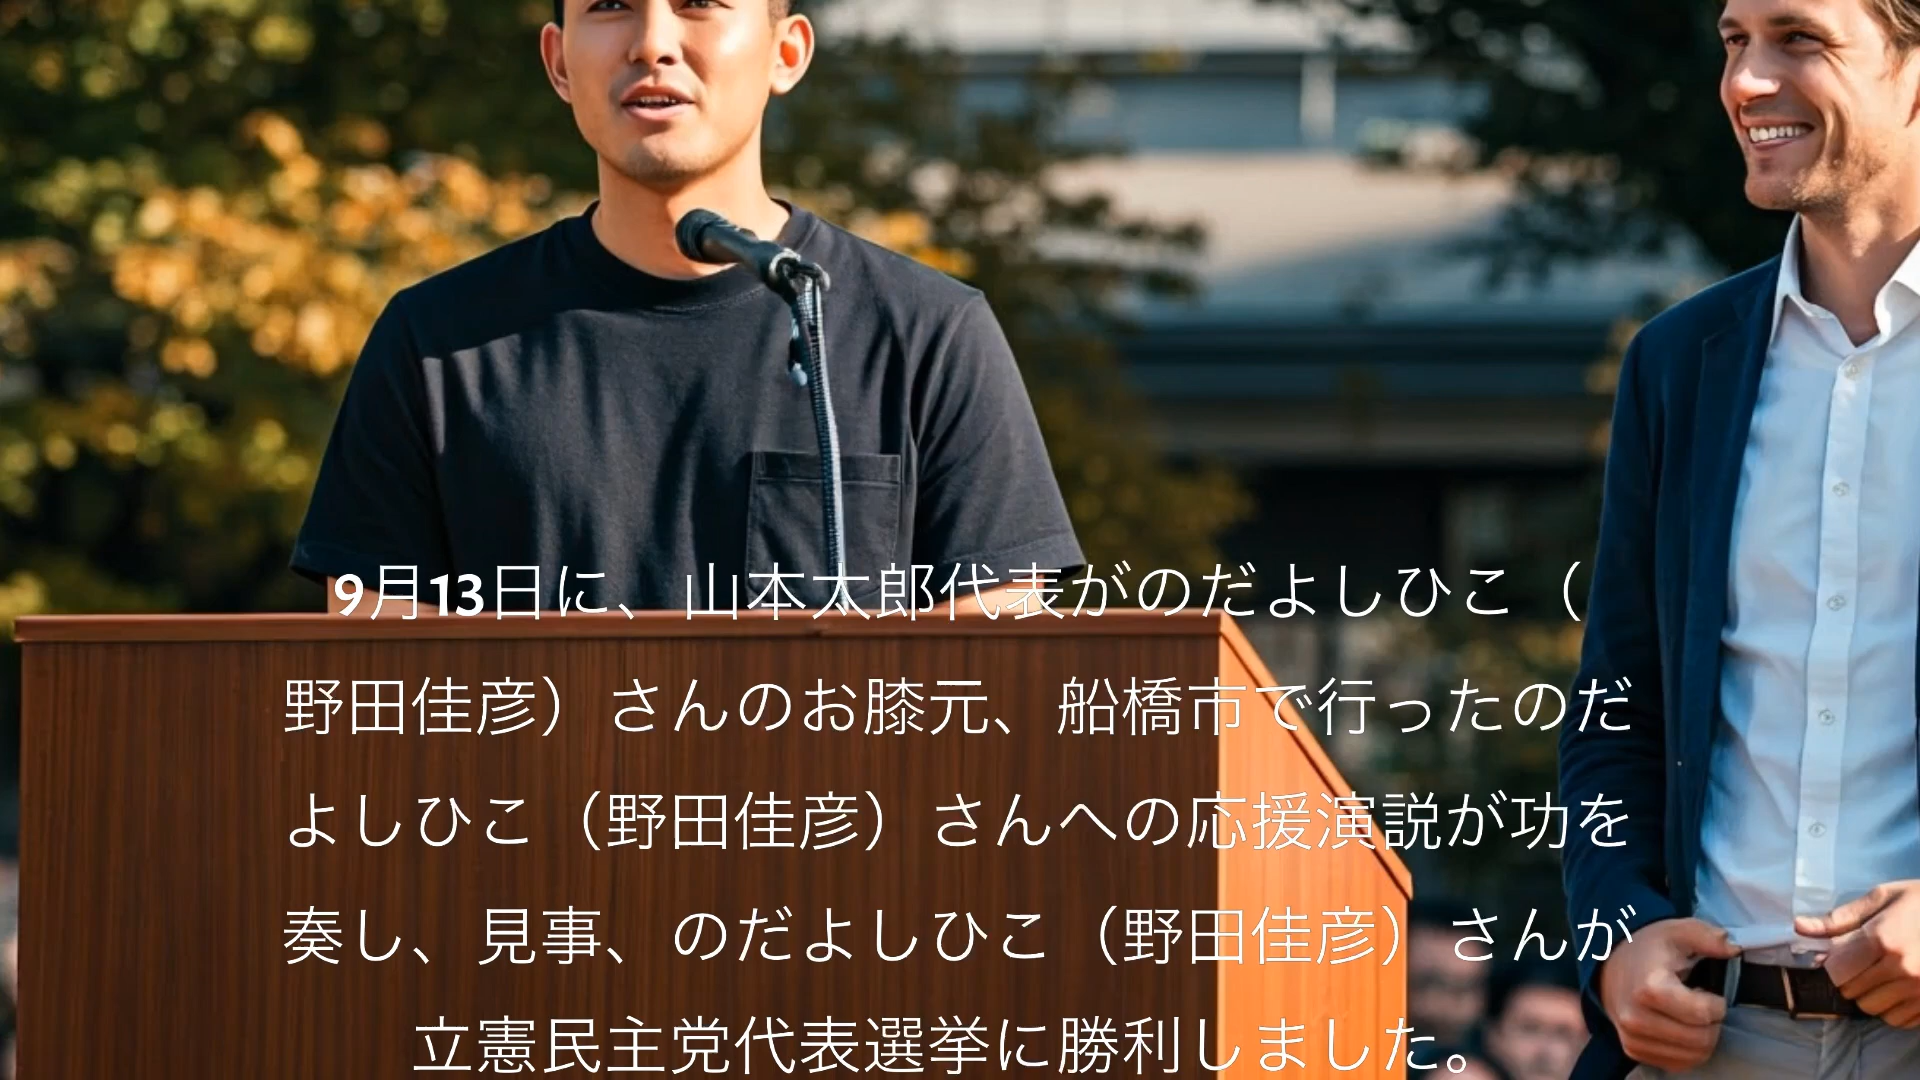 9月13日に、山本太郎代表がのだよしひこ（
野田佳彦）さんのお膝元、船橋市で行ったのだ
よしひこ（野田佳彦）さんへの応援演説が功を
奏し、見事、のだよしひこ（野田佳彦）さんが
立憲民主党代表選挙に勝利しました。